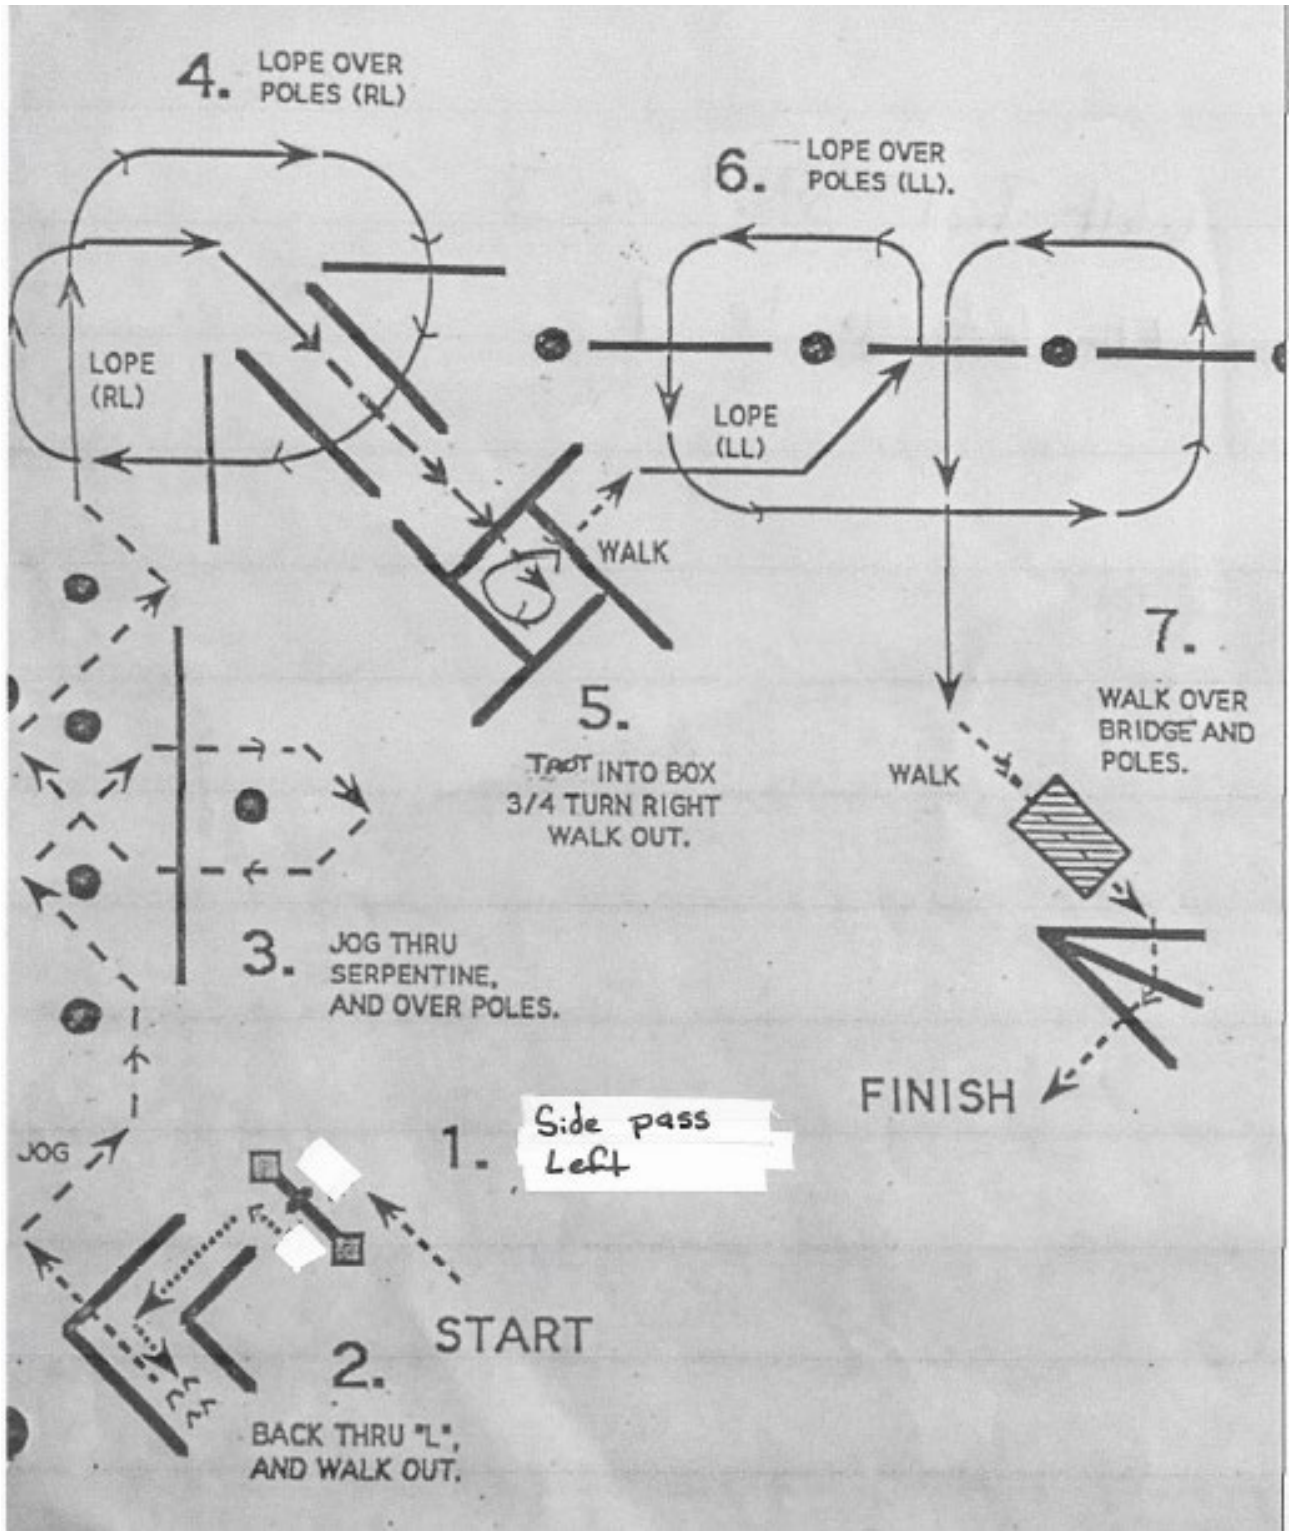 4. LOPE OVER
POLES (RL)
6. LOPE OVER
POLES (LL).
LOPE
(RL)
LOPE
(LL)
WALK
5.
TROT INTO BOX
3/4 TURN RIGHT
WALK OUT.
7.
WALK OVER
BRIDGE AND
POLES.
WALK
3. JOG THRU
SERPENTINE,
AND OVER POLES.
FINISH
JOG
1. Side pass
Left
START
2.
BACK THRU "L",
AND WALK OUT.